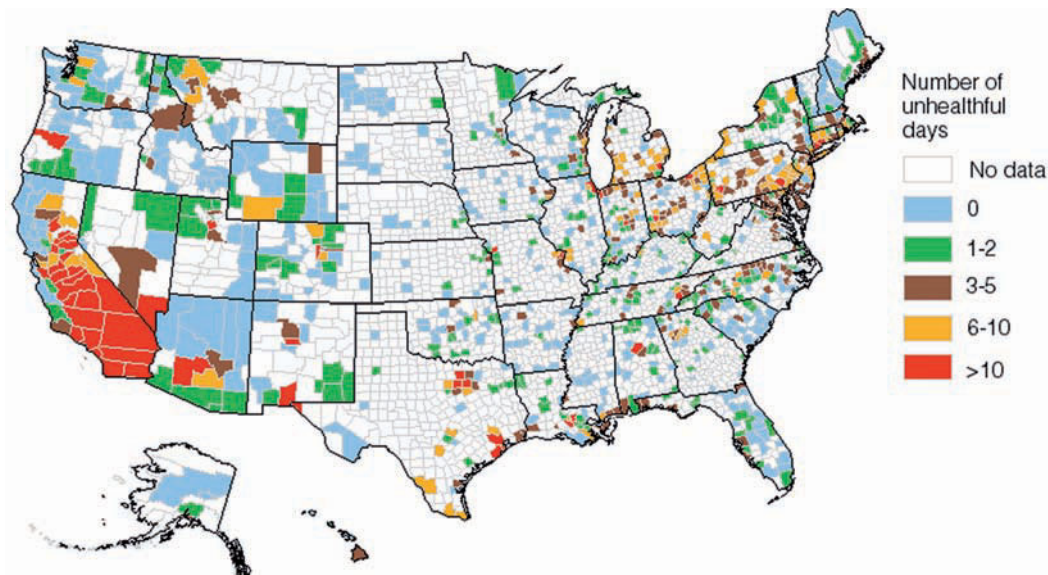 Number of
unhealthful
days
No data
0
1-2
3-5
6-10
>10